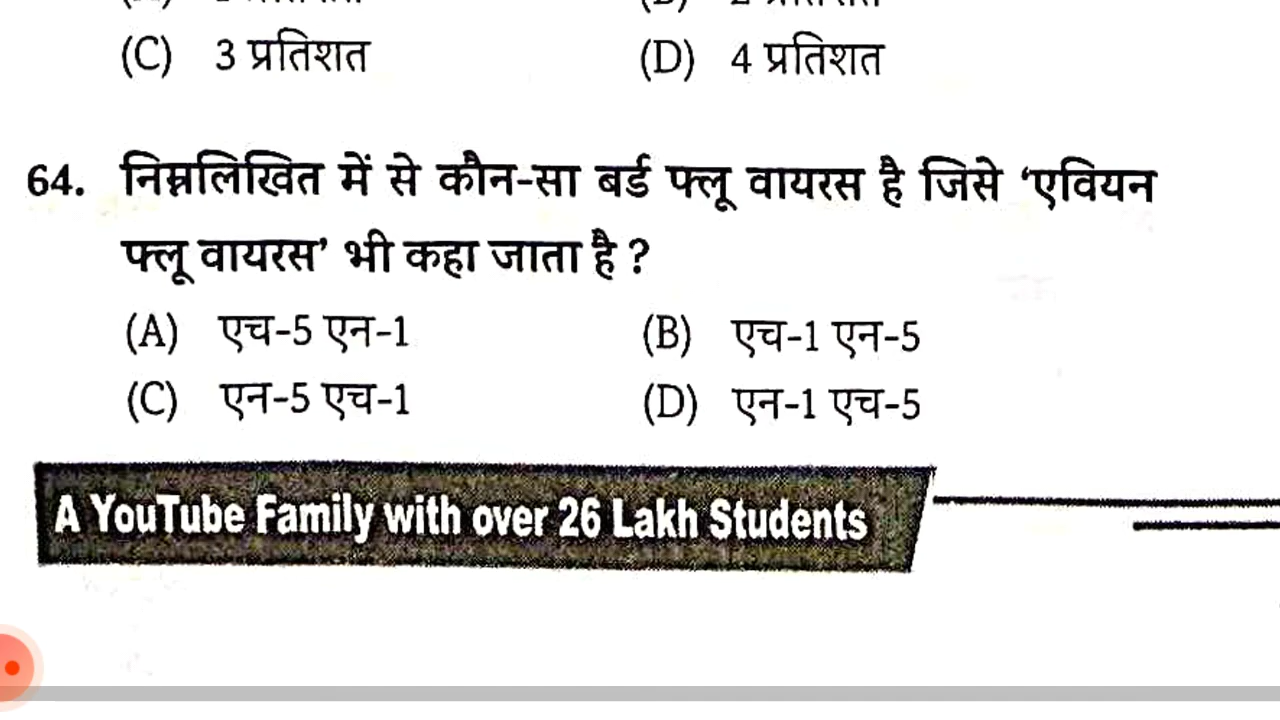 (C) 3 प्रतिशत (D) 4 प्रतिशत
64. निम्नलिखित में से कौन-सा बर्ड फ्लू वायरस है जिसे ‘एवियन
फ्लू वायरस’ भी कहा जाता है ?
(A) एच-5 एन-1 (B) एच-1 एन-5
(C) एन-5 एच-1 (D) एन-1 एच-5
A YouTube Family with over 26 Lakh Students